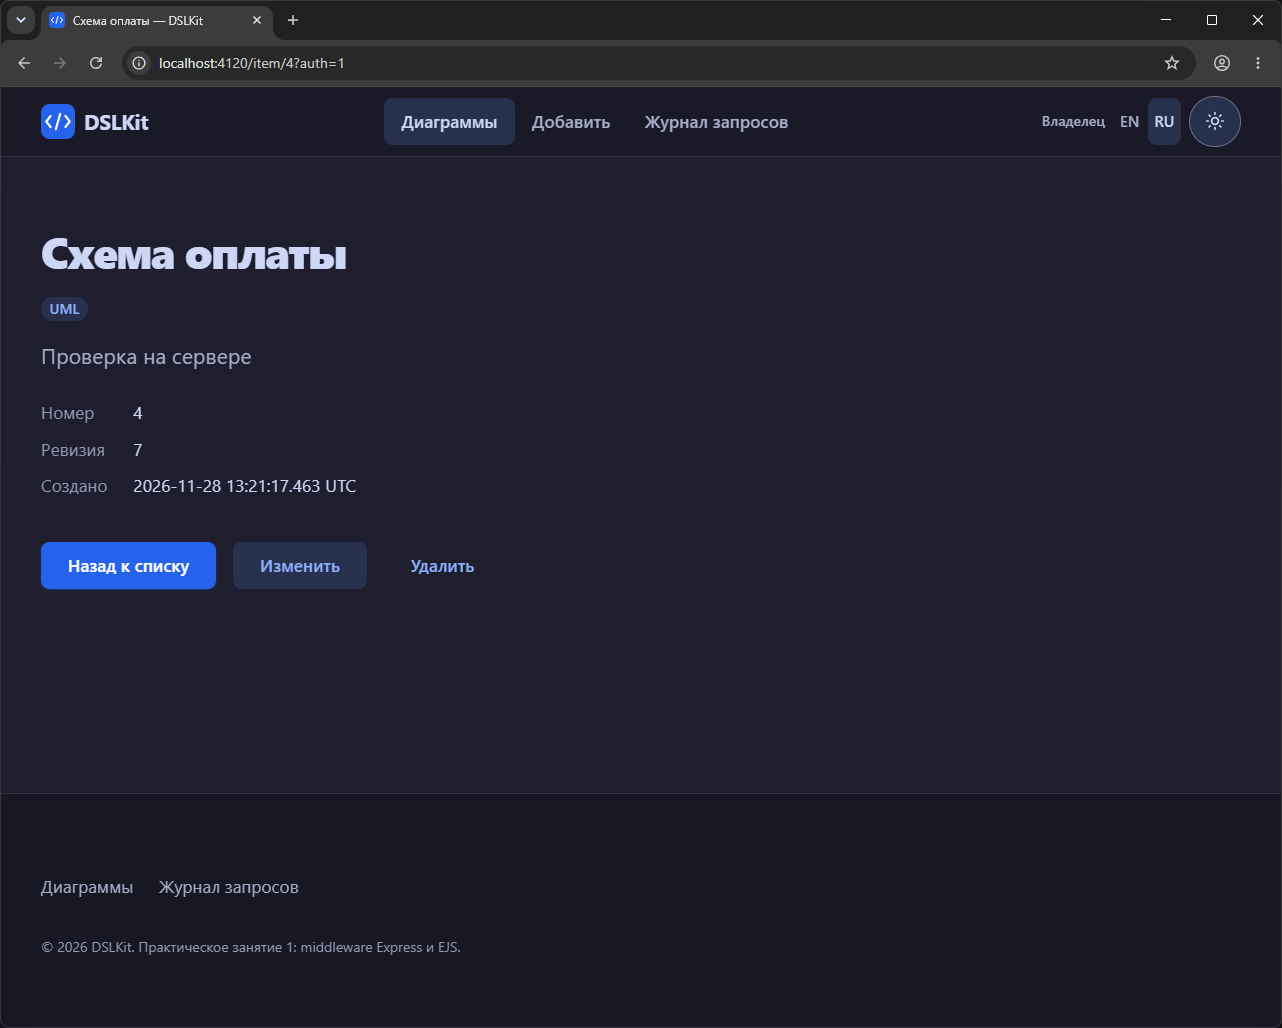 Схема оплаты — DSLKit
localhost:4120/item/4?auth=1
DSLKit
Диаграммы
Добавить
Журнал запросов
Владелец
EN
RU
Схема оплаты
UML
Проверка на сервере
Номер 4
Ревизия 7
Создано 2026-11-28 13:21:17.463 UTC
Назад к списку
Изменить
Удалить
Диаграммы
Журнал запросов
© 2026 DSLKit. Практическое занятие 1: middleware Express и EJS.